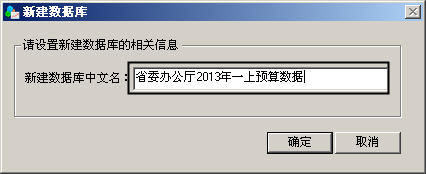 新建数据库
请设置新建数据库的相关信息
新建数据库中文名：省委办公厅2013年一上预算数据
确定 取消